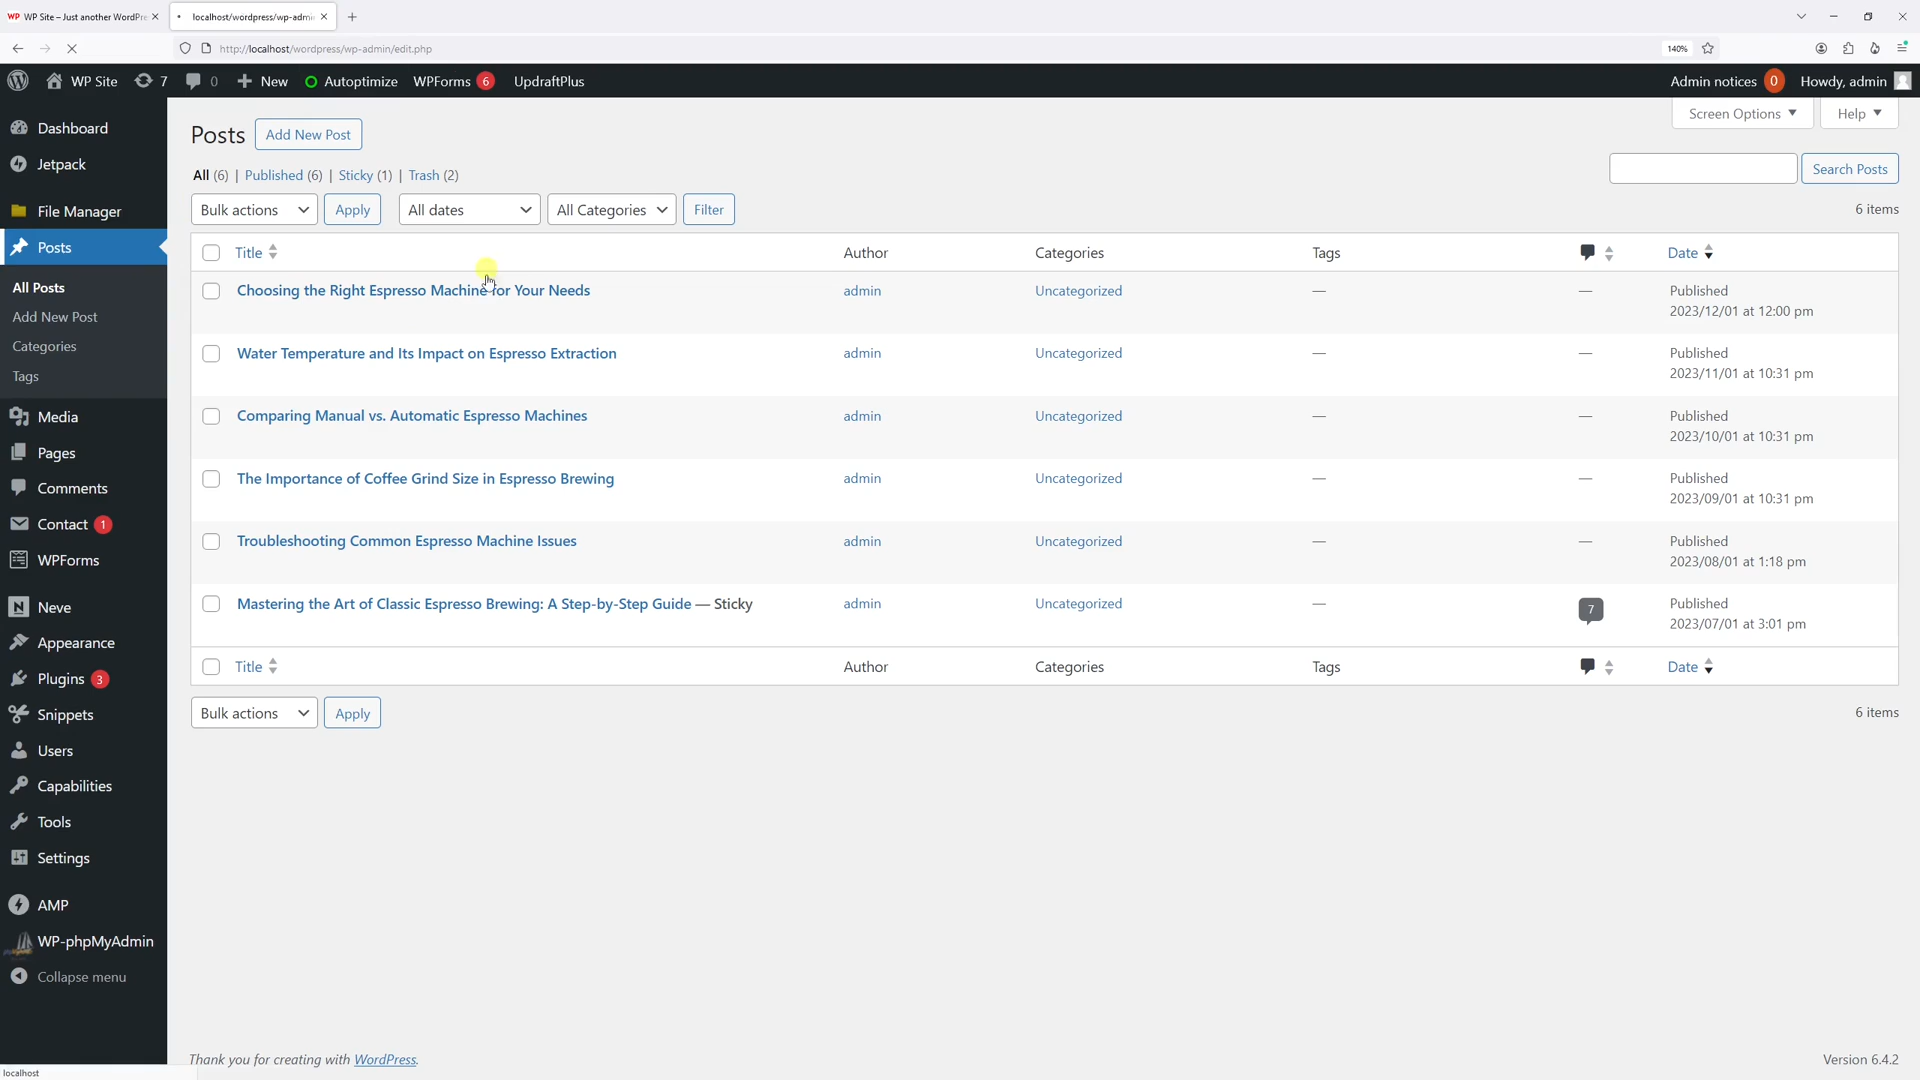 WP Site – Just another WordPre
localhost/wordpress/wp-admin
http://localhost/wordpress/wp-admin/edit.php
140%
WP Site
7
0
New
Autoptimize
WPForms 6
UpdraftPlus
Admin notices 0
Howdy, admin
Dashboard
Jetpack
File Manager
Posts
All Posts
Add New Post
Categories
Tags
Media
Pages
Comments
Contact 1
WPForms
Neve
Appearance
Plugins 3
Snippets
Users
Capabilities
Tools
Settings
AMP
WP-phpMyAdmin
Collapse menu
Screen Options
Help
Posts
Add New Post
All (6) | Published (6) | Sticky (1) | Trash (2)
Search Posts
Bulk actions
Apply
All dates
All Categories
Filter
6 items
Title Author Categories Tags Date
Choosing the Right Espresso Machine for Your Needs admin Uncategorized — — Published
2023/12/01 at 12:00 pm
Water Temperature and Its Impact on Espresso Extraction admin Uncategorized — — Published
2023/11/01 at 10:31 pm
Comparing Manual vs. Automatic Espresso Machines admin Uncategorized — — Published
2023/10/01 at 10:31 pm
The Importance of Coffee Grind Size in Espresso Brewing admin Uncategorized — — Published
2023/09/01 at 10:31 pm
Troubleshooting Common Espresso Machine Issues admin Uncategorized — — Published
2023/08/01 at 1:18 pm
Mastering the Art of Classic Espresso Brewing: A Step-by-Step Guide — Sticky admin Uncategorized — 7 Published
2023/07/01 at 3:01 pm
Title Author Categories Tags Date
Bulk actions
Apply
6 items
Thank you for creating with WordPress.
Version 6.4.2
localhost